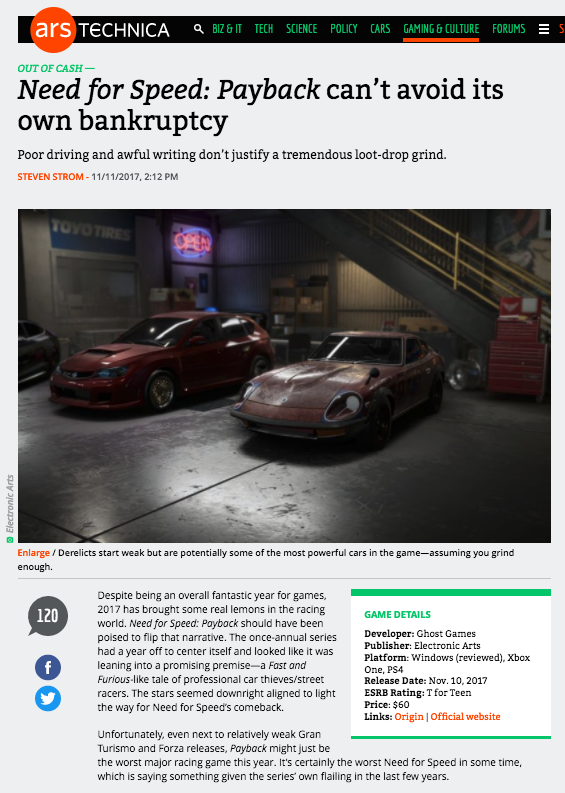 ars TECHNICA
BIZ & IT TECH SCIENCE POLICY CARS GAMING & CULTURE FORUMS S
OUT OF CASH —
Need for Speed: Payback can’t avoid its
own bankruptcy
Poor driving and awful writing don’t justify a tremendous loot-drop grind.
STEVEN STROM - 11/11/2017, 2:12 PM
TOYO TIRES
OPEN
Electronic Arts
Enlarge / Derelicts start weak but are potentially some of the most powerful cars in the game—assuming you grind
enough.
120
Despite being an overall fantastic year for games,
2017 has brought some real lemons in the racing
world. Need for Speed: Payback should have been
poised to flip that narrative. The once-annual series
had a year off to center itself and looked like it was
leaning into a promising premise—a Fast and
Furious-like tale of professional car thieves/street
racers. The stars seemed downright aligned to light
the way for Need for Speed’s comeback.
Unfortunately, even next to relatively weak Gran
Turismo and Forza releases, Payback might just be
the worst major racing game this year. It’s certainly the worst Need for Speed in some time,
which is saying something given the series’ own flailing in the last few years.
GAME DETAILS
Developer: Ghost Games
Publisher: Electronic Arts
Platform: Windows (reviewed), Xbox
One, PS4
Release Date: Nov. 10, 2017
ESRB Rating: T for Teen
Price: $60
Links: Origin | Official website